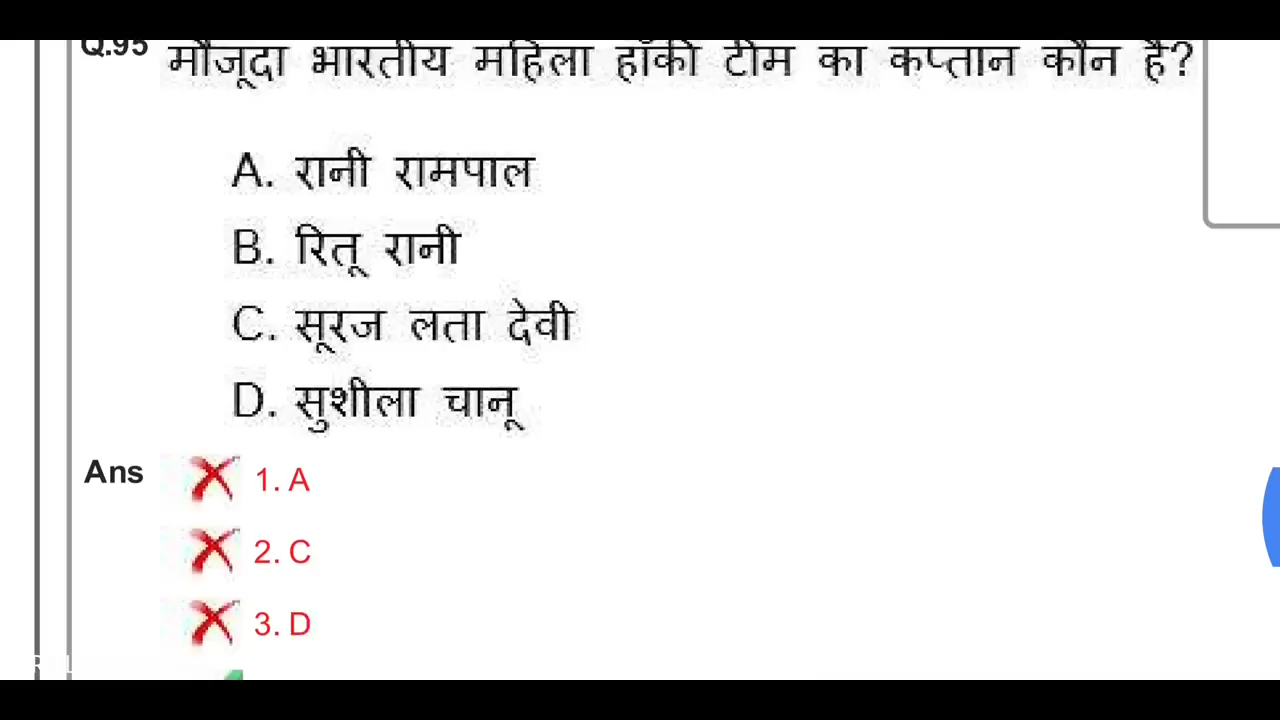 Q.95 मौजूदा भारतीय महिला हॉकी टीम का कप्तान कौन है?
A. रानी रामपाल
B. रितू रानी
C. सूरज लता देवी
D. सुशीला चानू
Ans 1. A
2. C
3. D